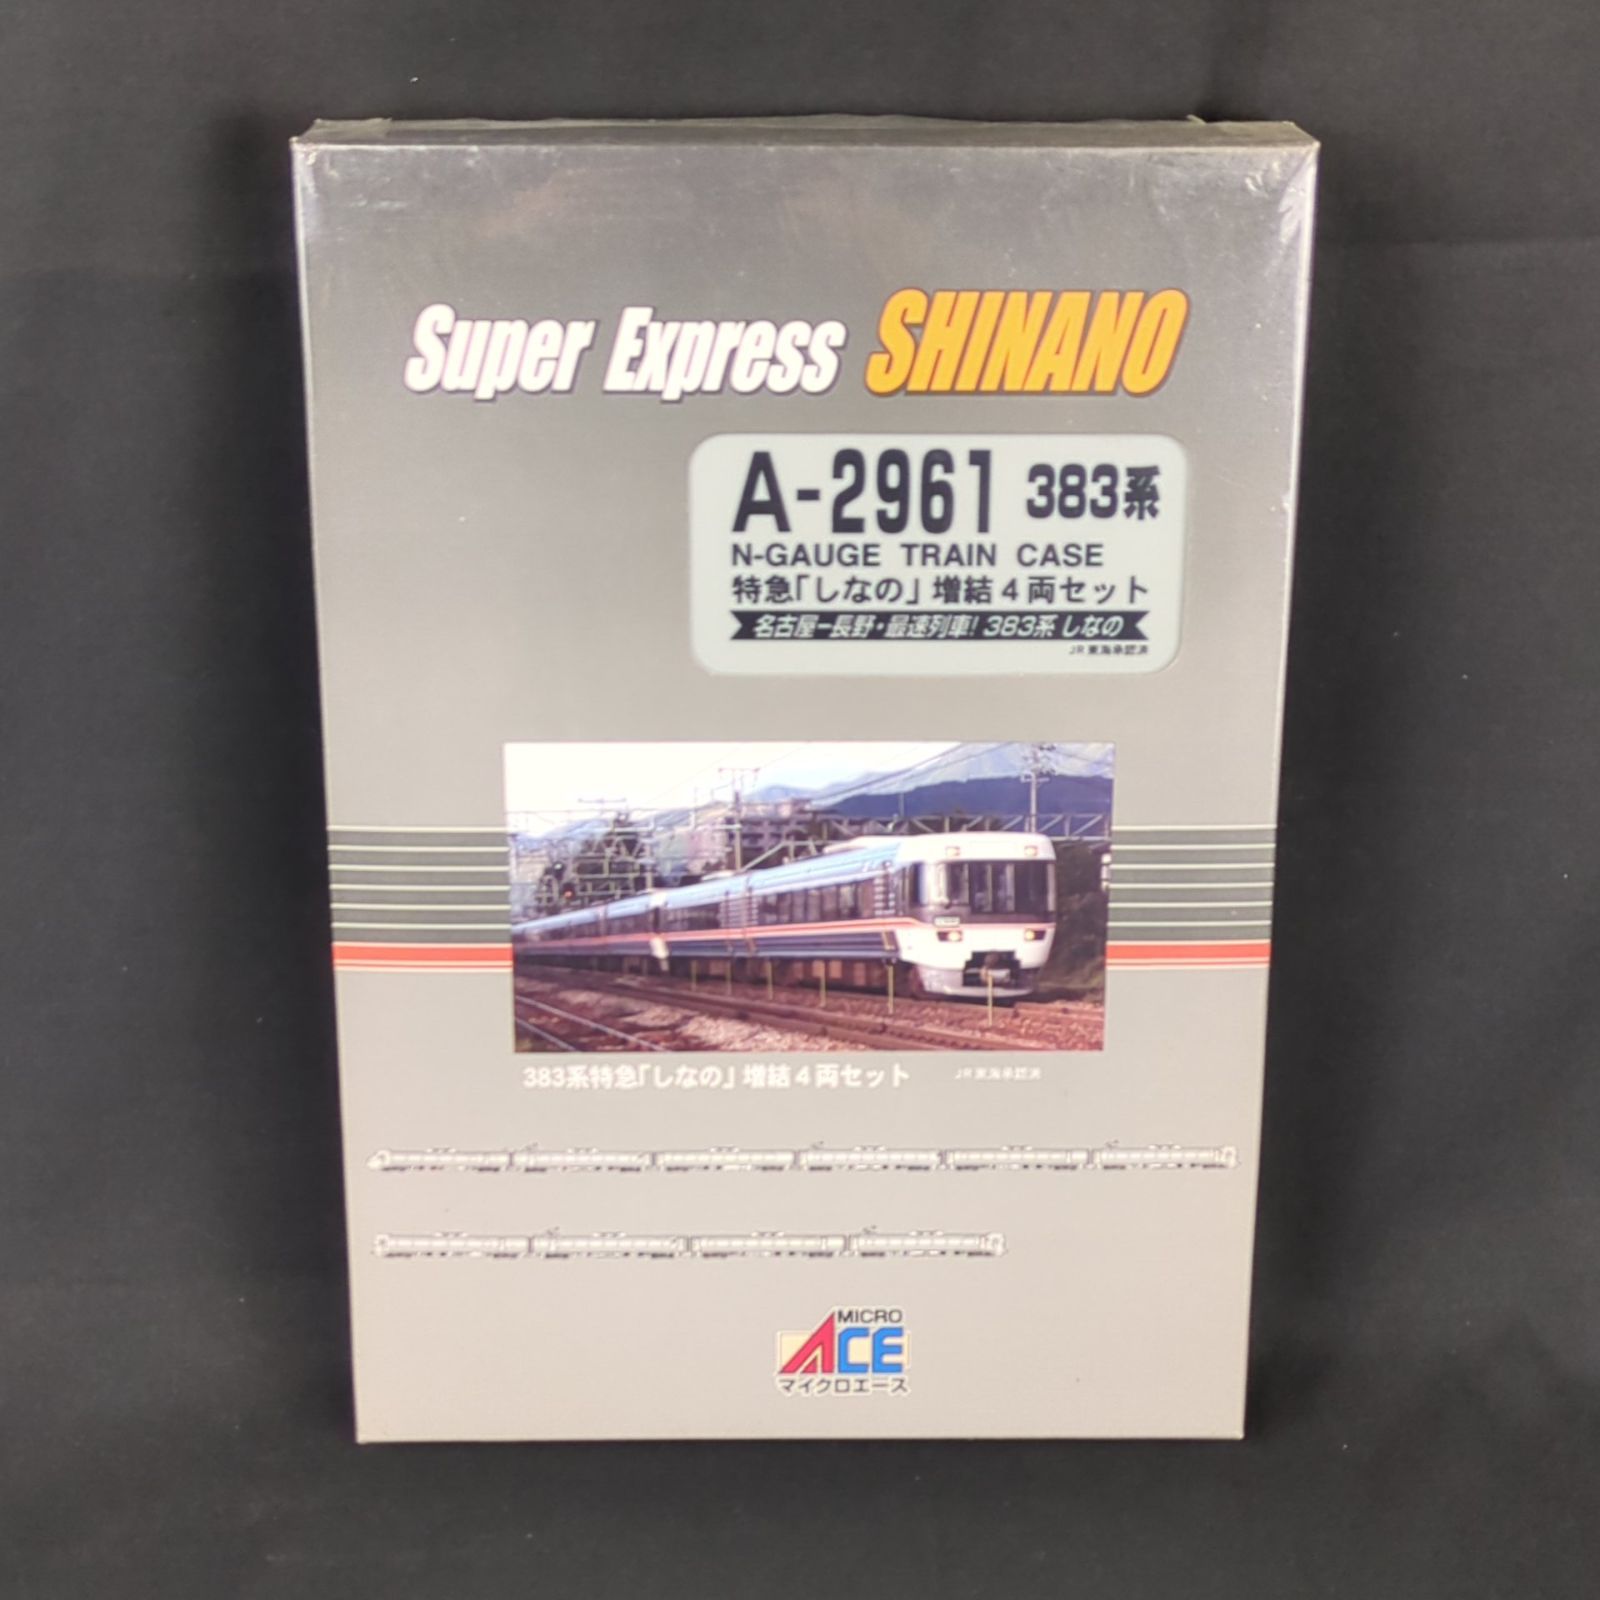 Super Express SHINANO
A-2961 383系
N-GAUGE TRAIN CASE
特急「しなの」増結4両セット
名古屋ー長野・最速列車! 383系 しなの
JR東海承認済
383系特急「しなの」増結4両セット JR東海承認済
MICRO
ACE
マイクロエース